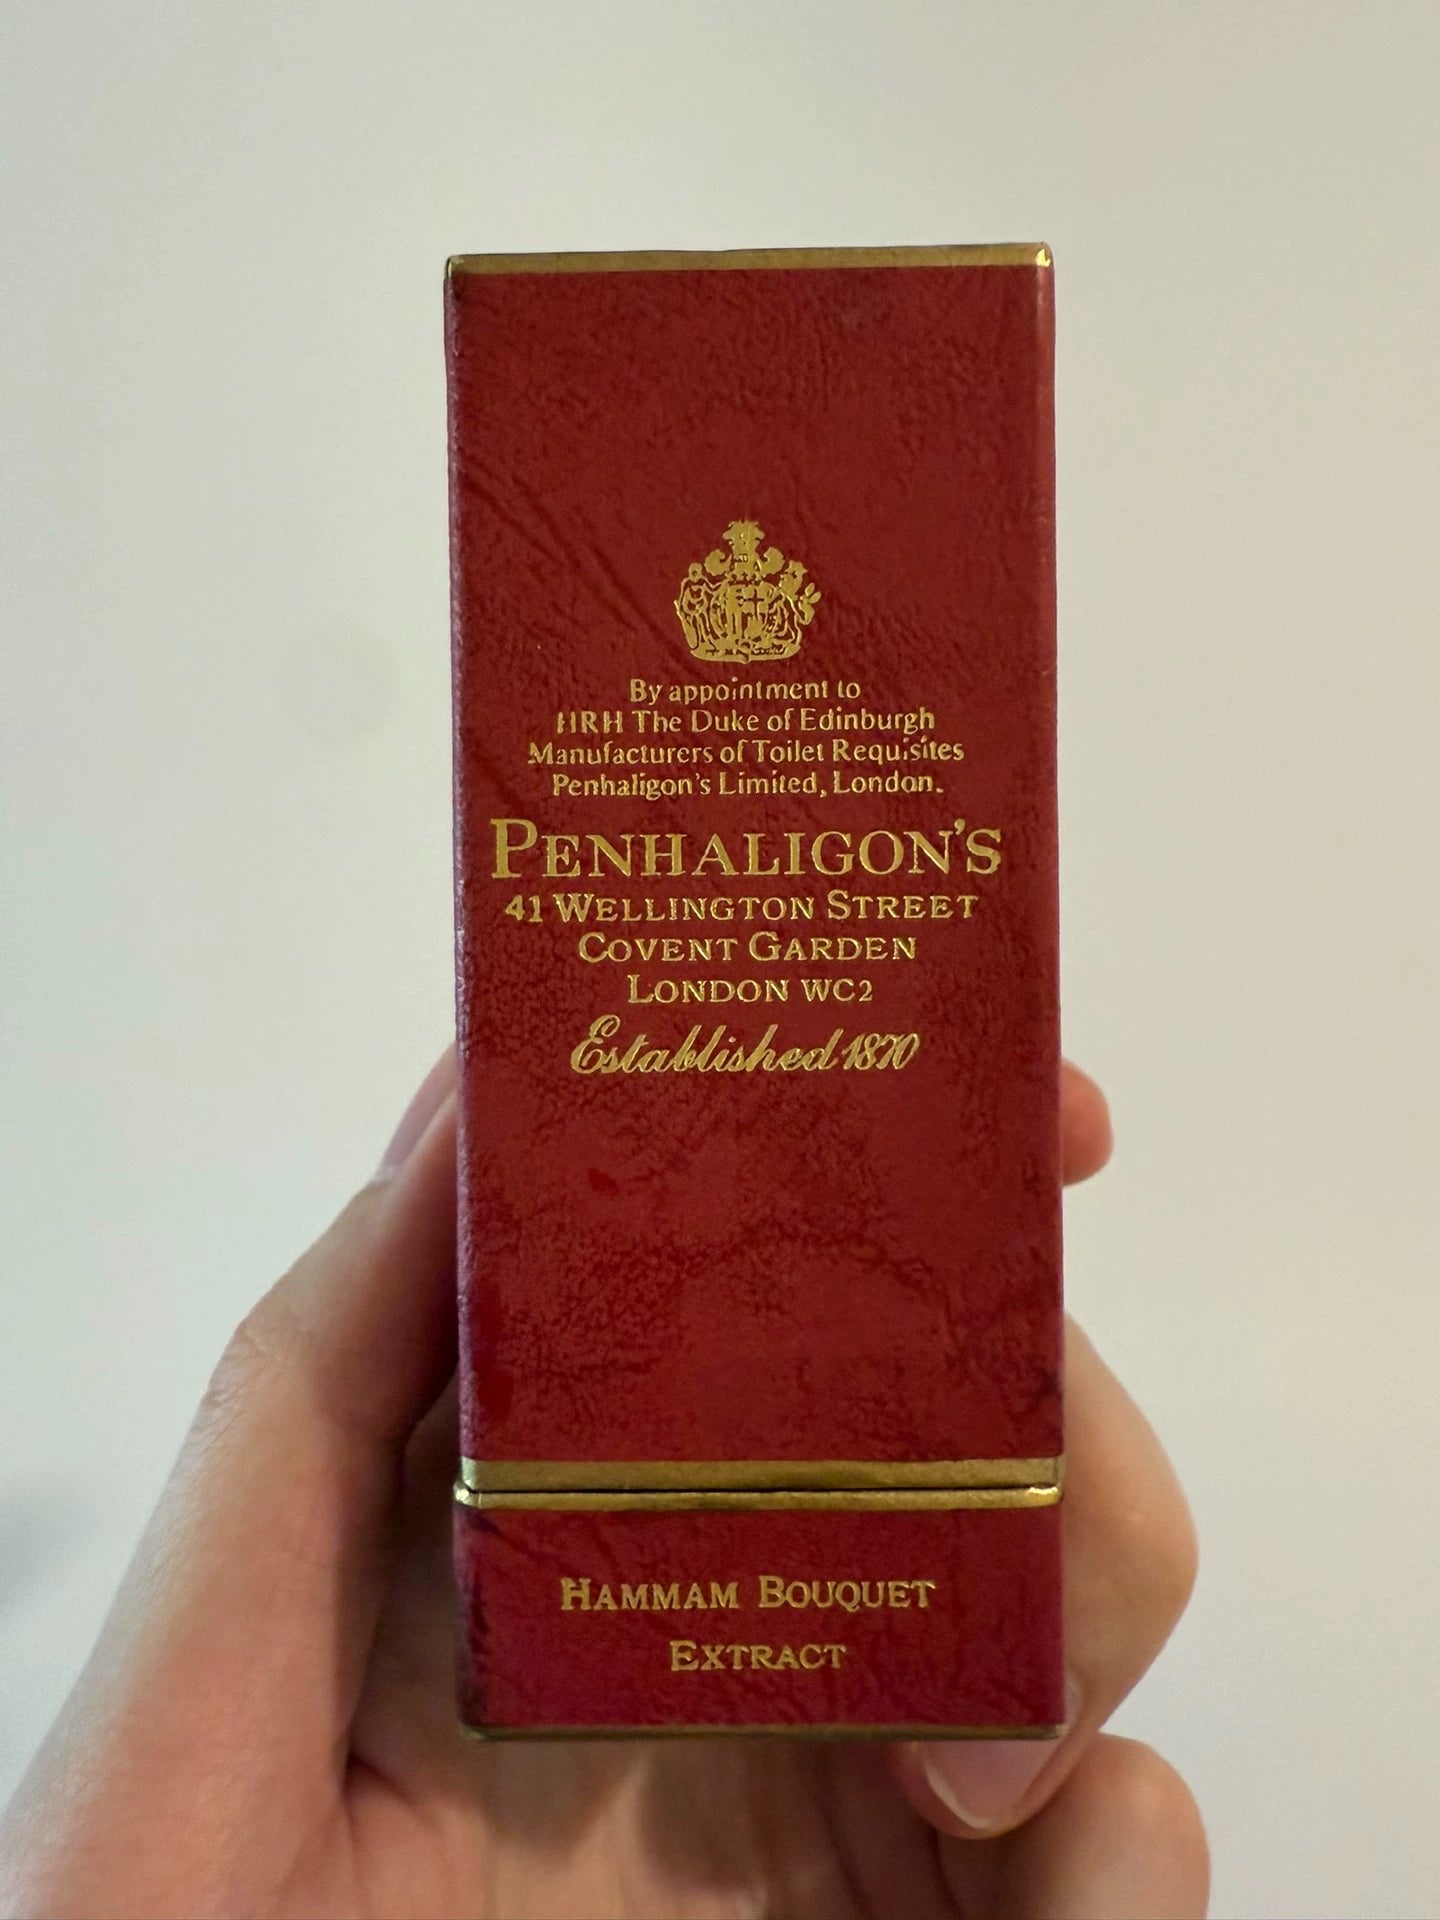 By appointment to
HRH The Duke of Edinburgh
Manufacturers of Toilet Requisites
Penhaligon's Limited, London.
PENHALIGON'S
41 WELLINGTON STREET
COVENT GARDEN
LONDON WC2
Established 1870
HAMMAM BOUQUET
EXTRACT